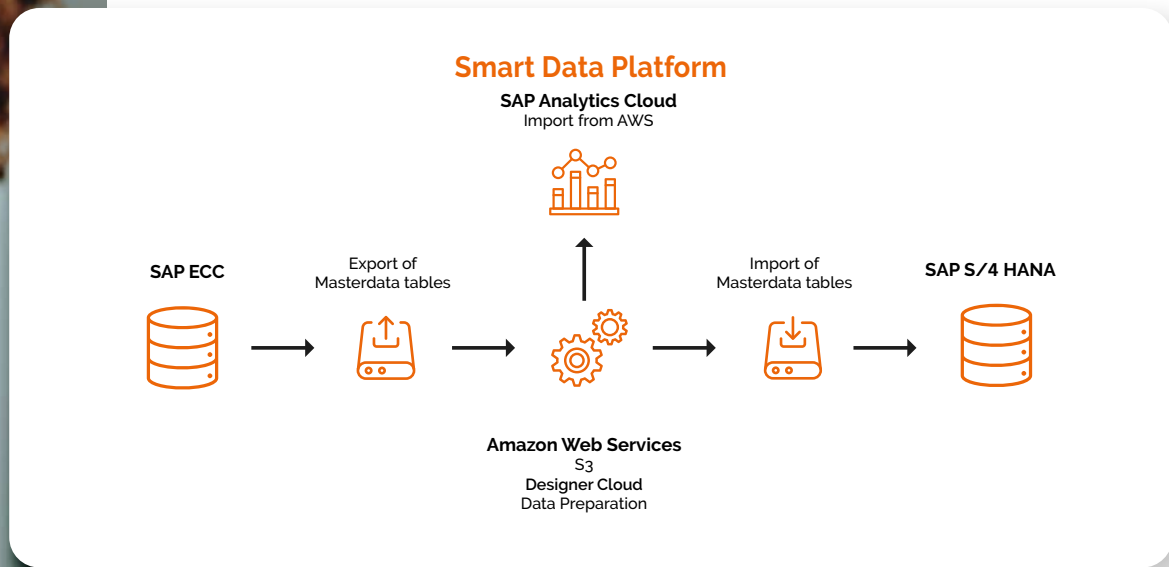 Smart Data Platform
SAP Analytics Cloud
Import from AWS
SAP ECC
Export of
Masterdata tables
Import of
Masterdata tables
SAP S/4 HANA
Amazon Web Services
S3
Designer Cloud
Data Preparation